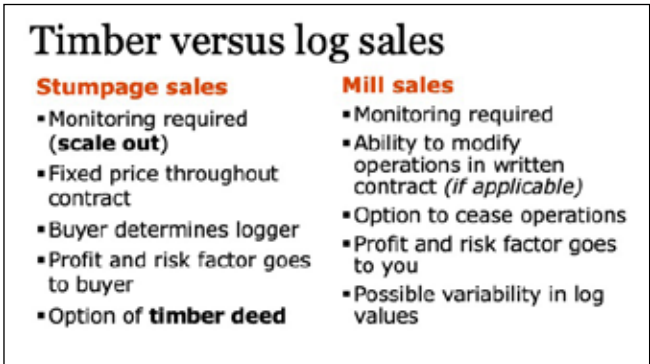 Timber versus log sales
Stumpage sales
▪Monitoring required
(scale out)
▪Fixed price throughout
contract
▪Buyer determines logger
▪Profit and risk factor goes
to buyer
▪Option of timber deed
Mill sales
▪Monitoring required
▪Ability to modify
operations in written
contract (if applicable)
▪Option to cease operations
▪Profit and risk factor goes
to you
▪Possible variability in log
values